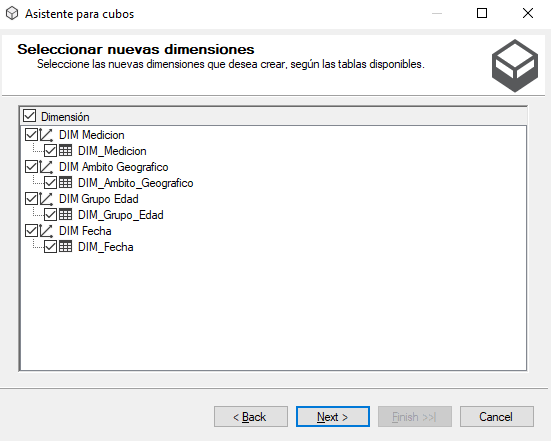 Asistente para cubos
Seleccionar nuevas dimensiones
Seleccione las nuevas dimensiones que desea crear, según las tablas disponibles.
Dimensión
DIM Medicion
DIM_Medicion
DIM Ambito Geografico
DIM_Ambito_Geografico
DIM Grupo Edad
DIM_Grupo_Edad
DIM Fecha
DIM_Fecha
< Back Next > Finish >>| Cancel